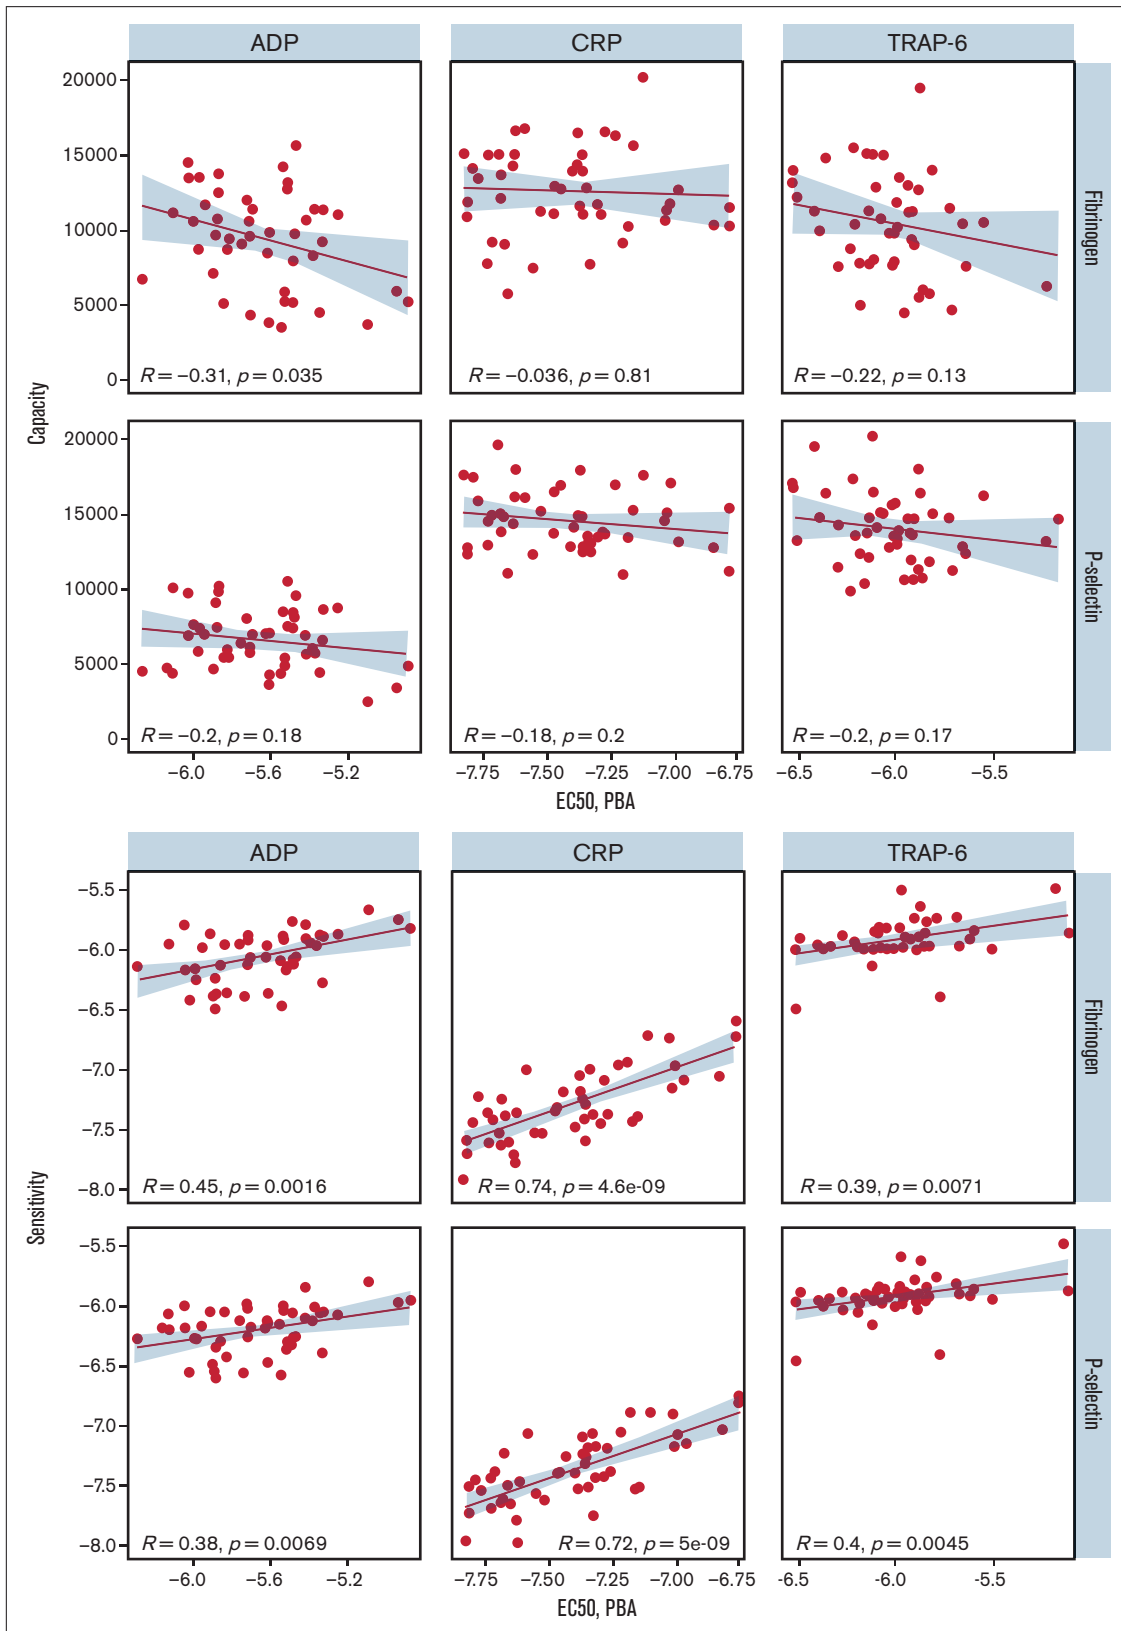 ADP CRP TRAP-6
20000
15000
10000
5000
0
R = −0.31, p = 0.035
R = −0.036, p = 0.81
R = −0.22, p = 0.13
Fibrinogen
Capacity
20000
15000
10000
5000
0
R = −0.2, p = 0.18
R = −0.18, p = 0.2
R = −0.2, p = 0.17
P-selectin
−6.0 −5.6 −5.2 −7.75 −7.50 −7.25 −7.00 −6.75 −6.5 −6.0 −5.5
EC50, PBA
ADP CRP TRAP-6
−5.5
−6.0
−6.5
−7.0
−7.5
−8.0
R = 0.45, p = 0.0016
R = 0.74, p = 4.6e-09
R = 0.39, p = 0.0071
Fibrinogen
Sensitivity
−5.5
−6.0
−6.5
−7.0
−7.5
−8.0
R = 0.38, p = 0.0069
R = 0.72, p = 5e-09
R = 0.4, p = 0.0045
P-selectin
−6.0 −5.6 −5.2 −7.75 −7.50 −7.25 −7.00 −6.75 -6.5 -6.0 -5.5
EC50, PBA